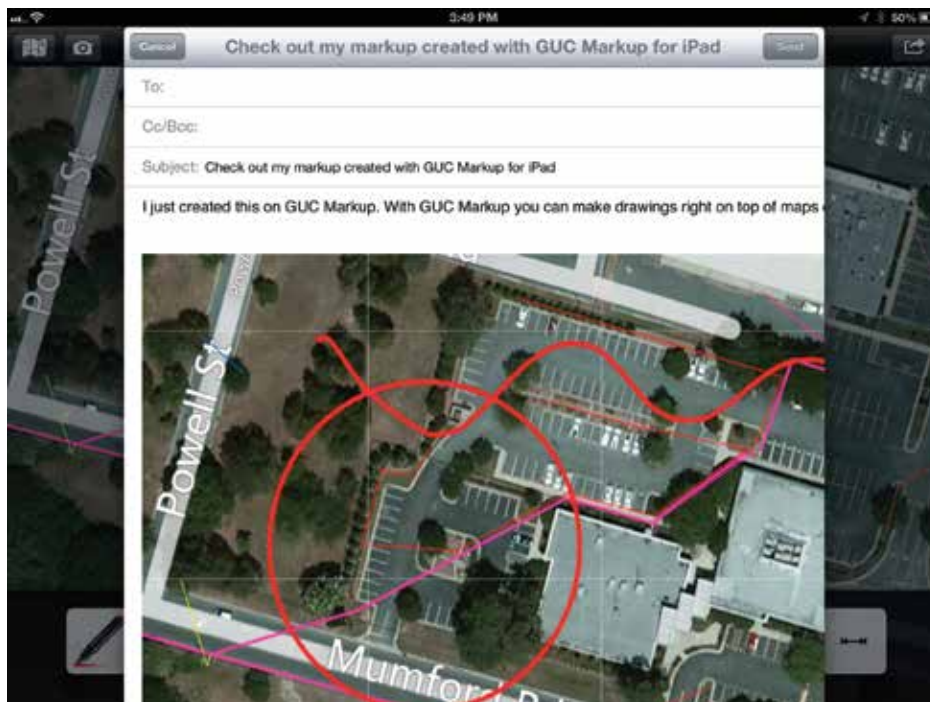 3:49 PM
50%
Cancel
Check out my markup created with GUC Markup for iPad
Send
To:
Cc/Bcc:
Subject: Check out my markup created with GUC Markup for iPad
I just created this on GUC Markup. With GUC Markup you can make drawings right on top of maps
Powell St
Powell St
Mumford